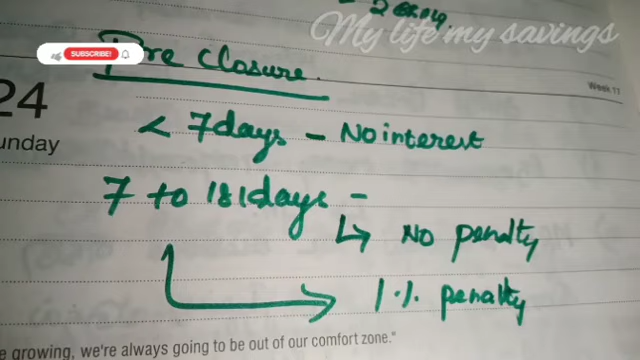 My life my savings
SUBSCRIBE!
Pre closure.
Week 11
24
unday
< 7days - No interest
7 to 181days -
↳ No penalty
1.1. penalty
e growing, we're always going to be out of our comfort zone."